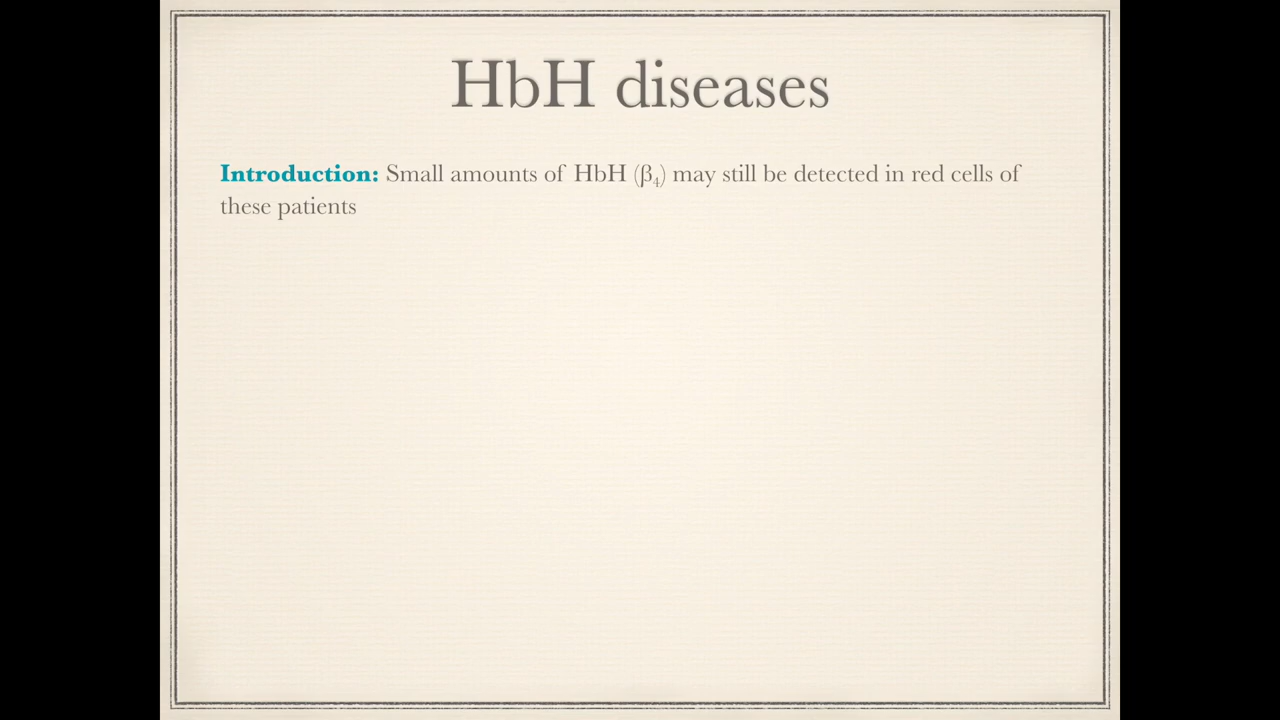 HbH diseases
Introduction: Small amounts of HbH (β₄) may still be detected in red cells of
these patients